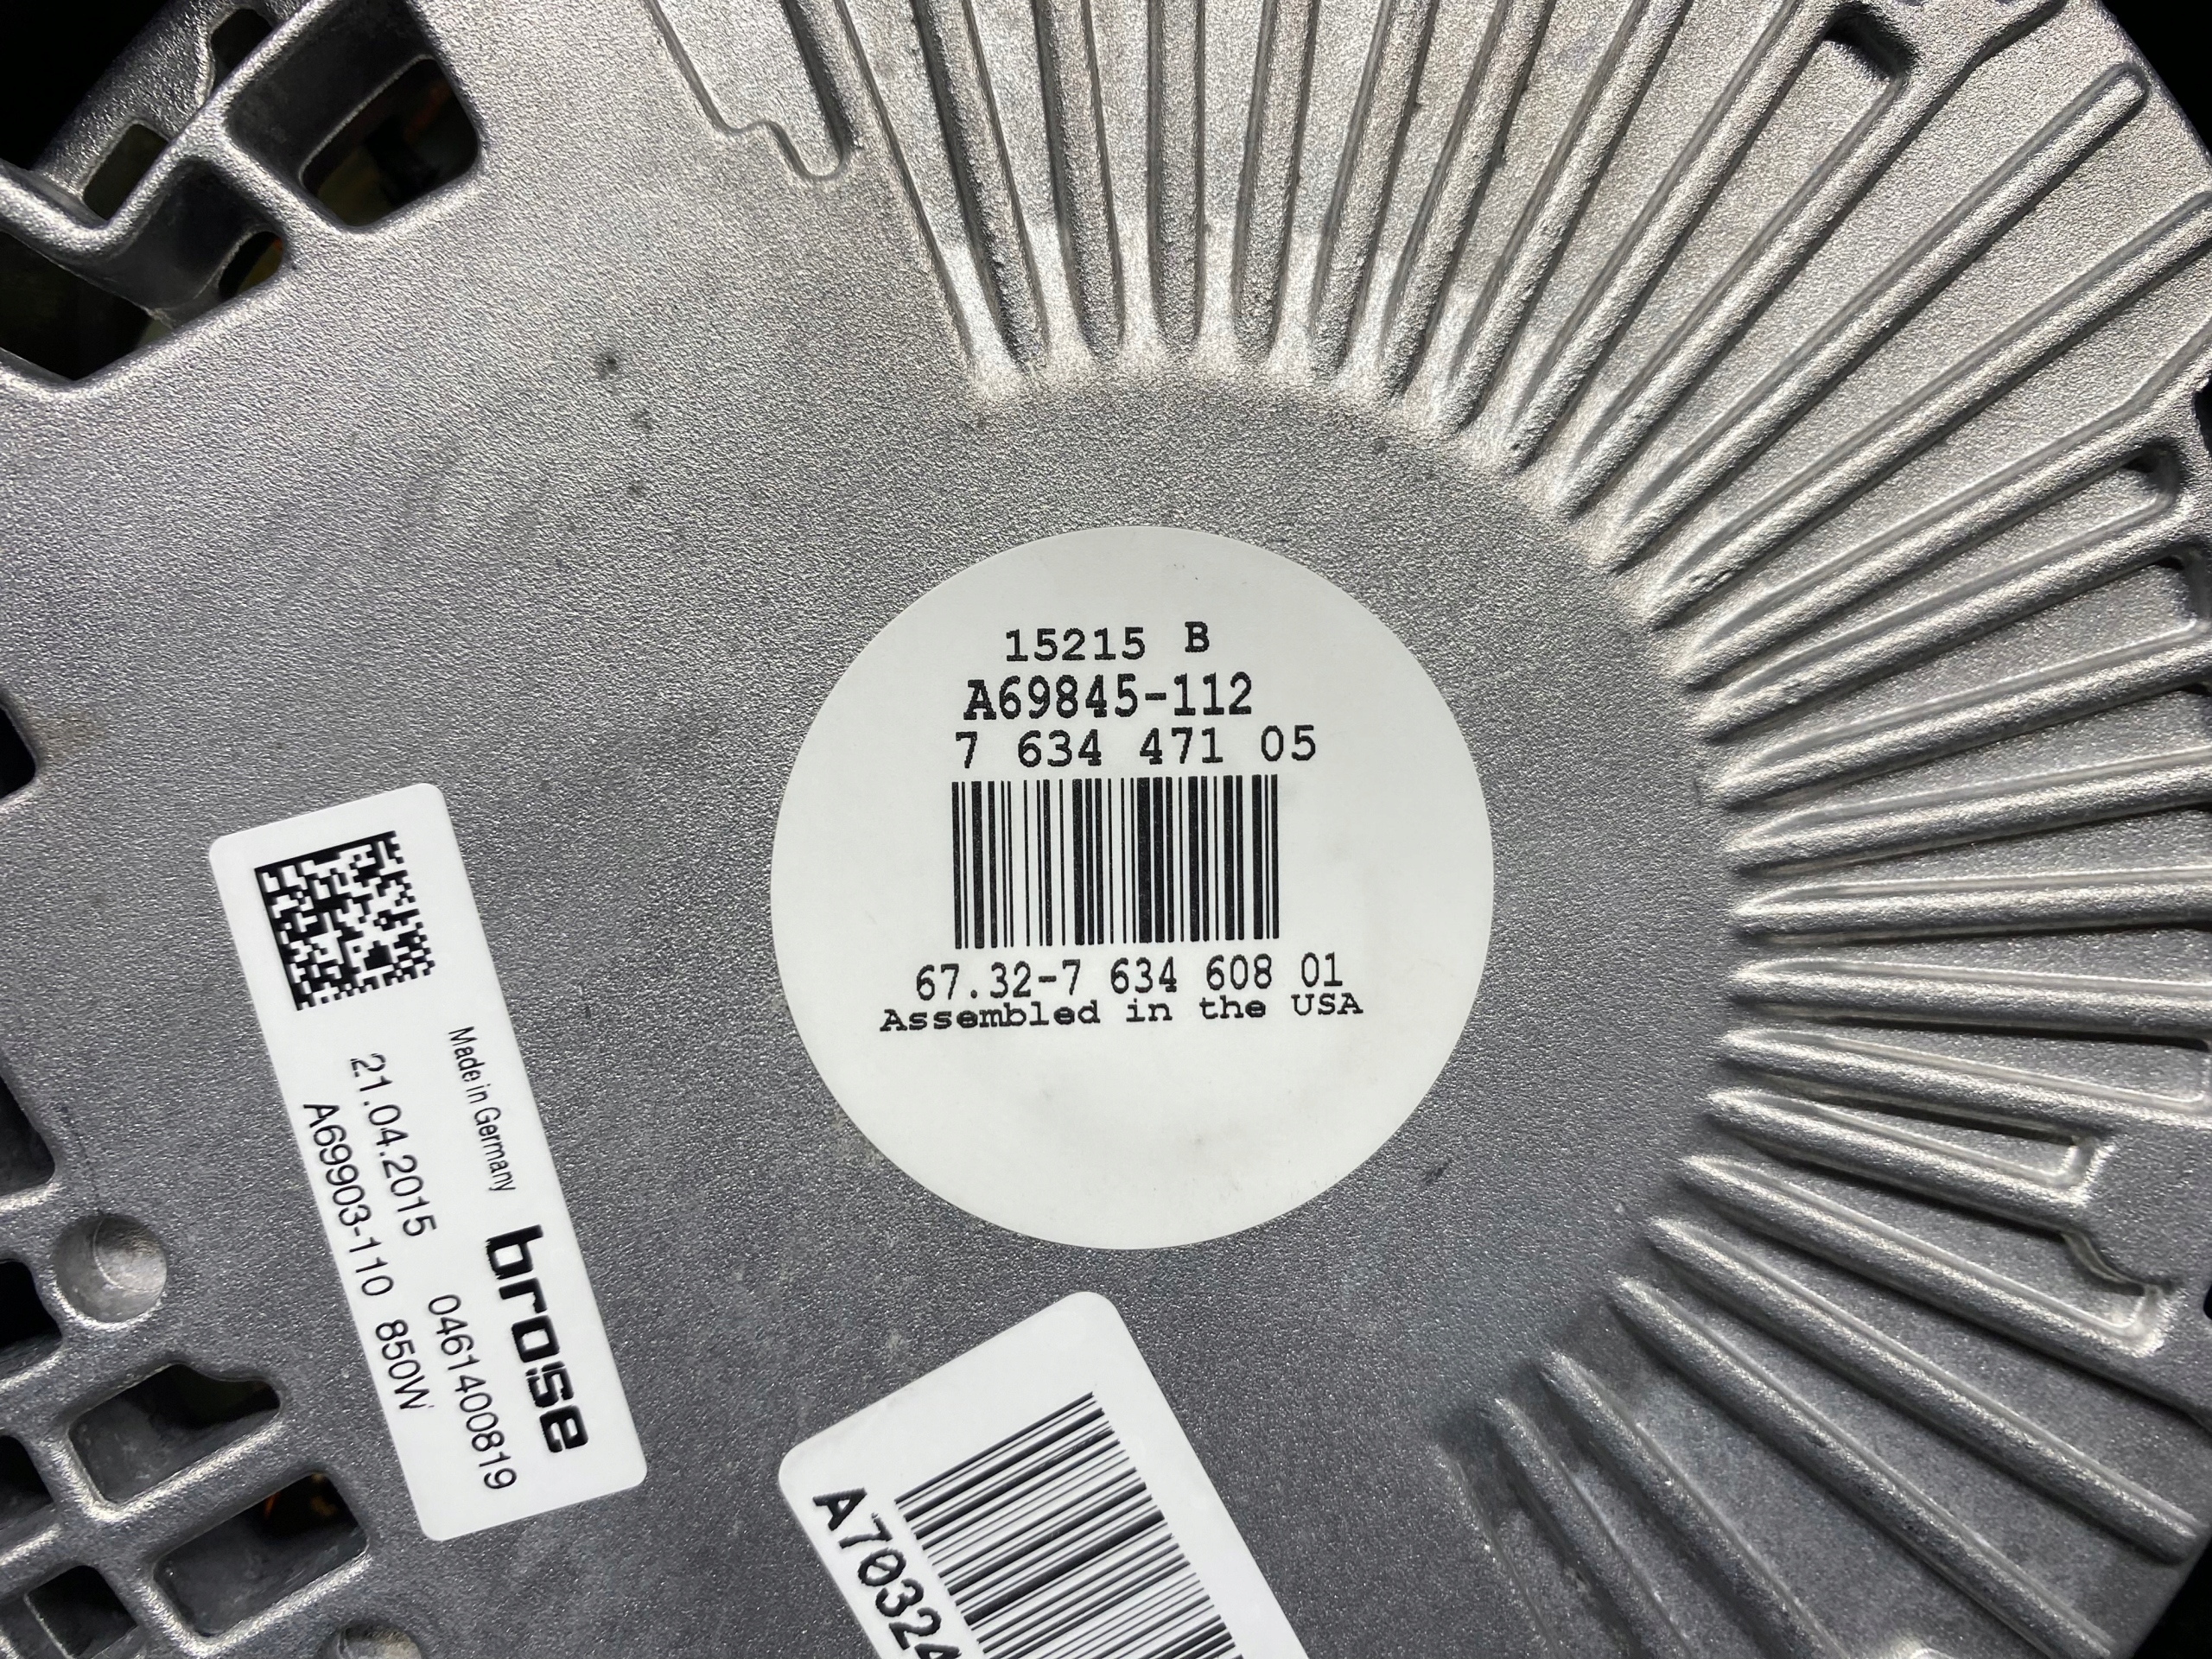 15215 B
A69845-112
7 634 471 05
67.32-7 634 608 01
Assembled in the USA
Made in Germany
brose
21.04.2015 0461400819
A69903-110 850W
A70324